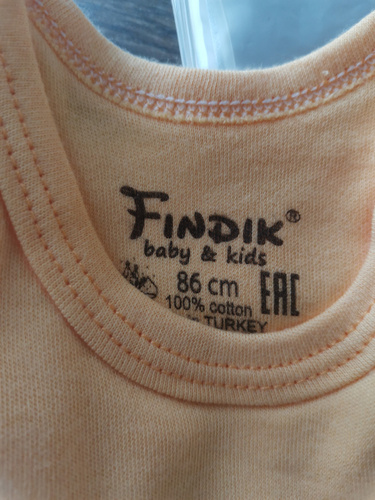 FINDIK®
baby & kids
86 cm
100% cotton
EAC
TURKEY